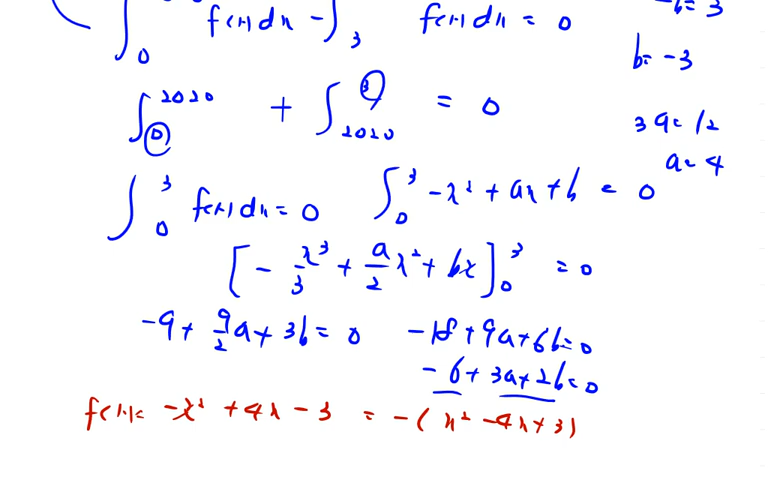 ∫₀ f(x)dx - ∫₃ f(x)dx = 0
-b = 3
b = -3
∫₀²⁰²⁰ + ∫₂₀₂₀³ = 0
3a = 12
a = 4
∫₀³ f(x)dx = 0 ∫₀³ -x² + ax + b = 0
[ - x³/3 + a/2 x² + bx ]₀³ = 0
-9 + 9/2 a + 3b = 0 -18 + 9a + 6b = 0
-6 + 3a + 2b = 0
f(x) = -x² + 4x - 3 = -( x² - 4x + 3 )